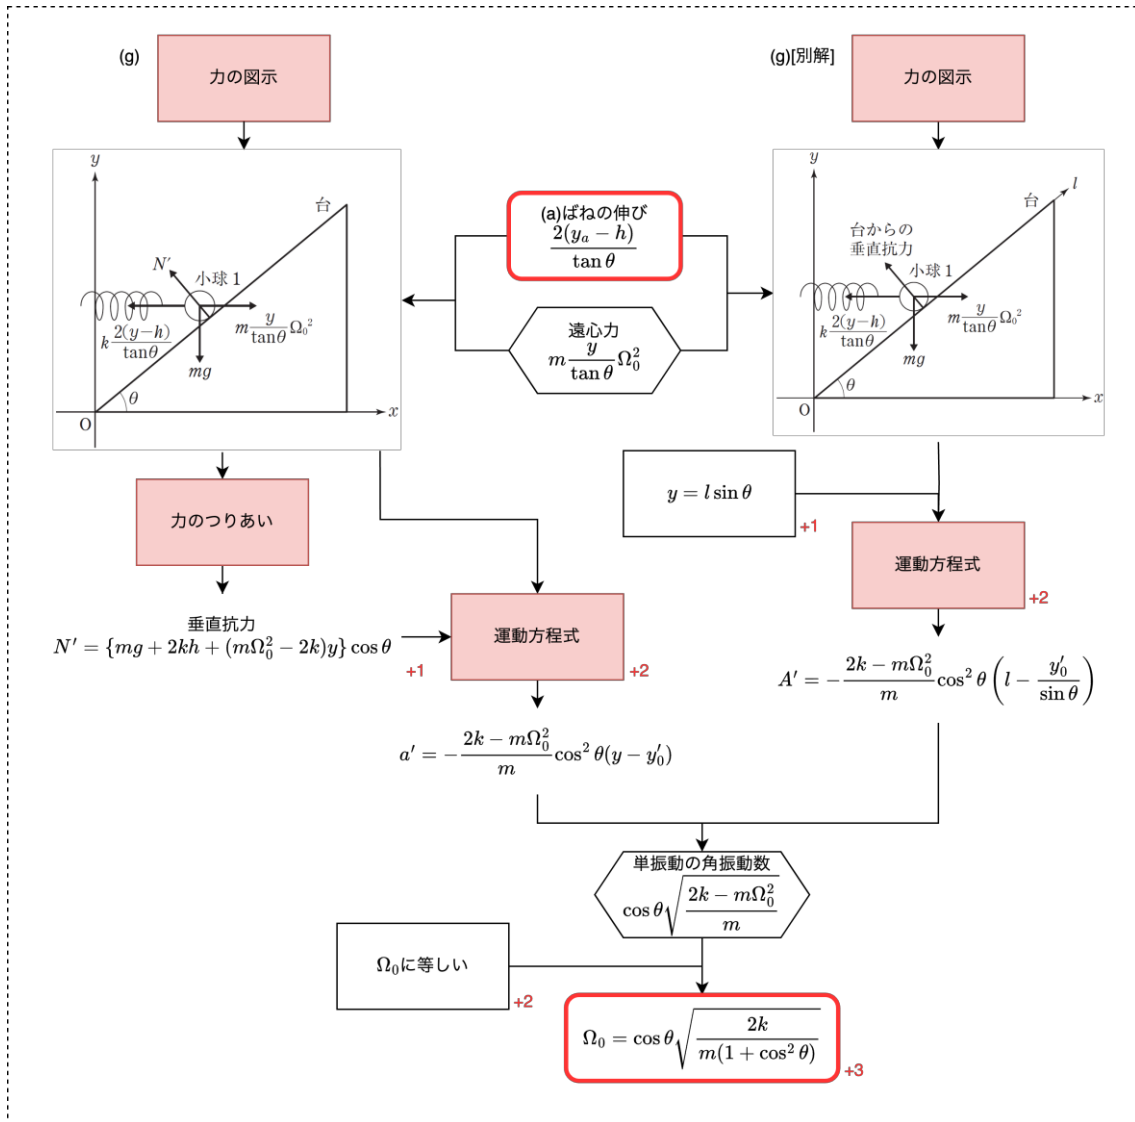 (g)
力の図示
y
台
N′
小球 1
k 2(y−h)/tanθ
m y/tanθ Ω₀²
mg
θ
O
x
(a)ばねの伸び
2(y_a − h)/tan θ
遠心力
m y/tan θ Ω₀²
(g)[別解]
力の図示
y
l
台
台からの
垂直抗力
小球 1
k 2(y−h)/tanθ
m y/tanθ Ω₀²
mg
θ
O
x
力のつりあい
垂直抗力
N′ = {mg + 2kh + (mΩ₀² − 2k)y} cos θ
+1
運動方程式
+2
a′ = − (2k − mΩ₀²)/m cos² θ(y − y₀′)
y = l sin θ
+1
運動方程式
+2
A′ = − (2k − mΩ₀²)/m cos² θ (l − y₀′/sin θ)
単振動の角振動数
cos θ √((2k − mΩ₀²)/m)
Ω₀に等しい
+2
Ω₀ = cos θ √(2k/(m(1 + cos² θ)))
+3